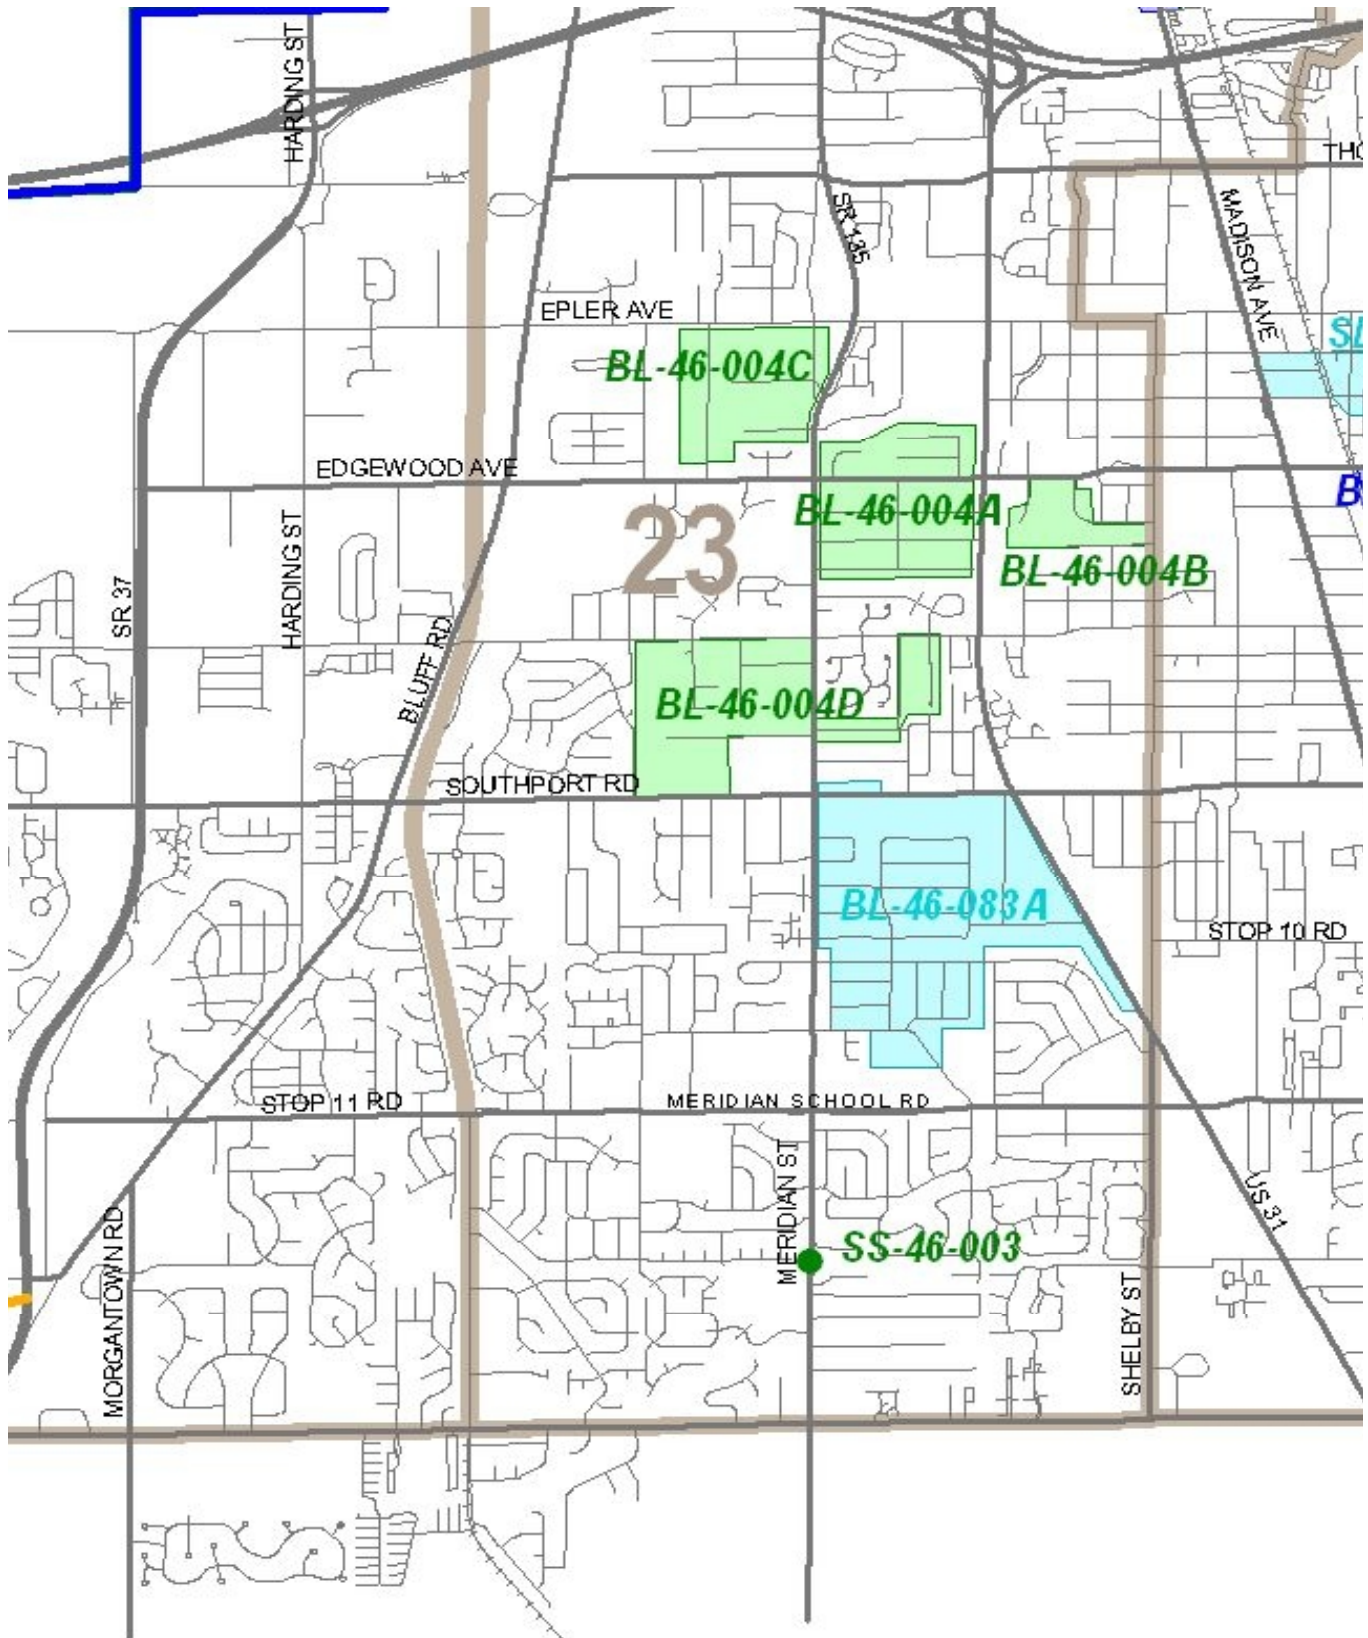 HARDING ST
THO
SR 135
MADISON AVE
EPLER AVE
SL
BL-46-004C
EDGEWOOD AVE
B
BL-46-004A
23
HARDING ST
BL-46-004B
SR 37
BLUFF RD
BL-46-004D
SOUTHPORT RD
BL-46-083A
STOP 10 RD
STOP 11 RD
MERIDIAN SCHOOL RD
MERIDIAN ST
US 31
MORGANTOWN RD
SS-46-003
SHELBY ST